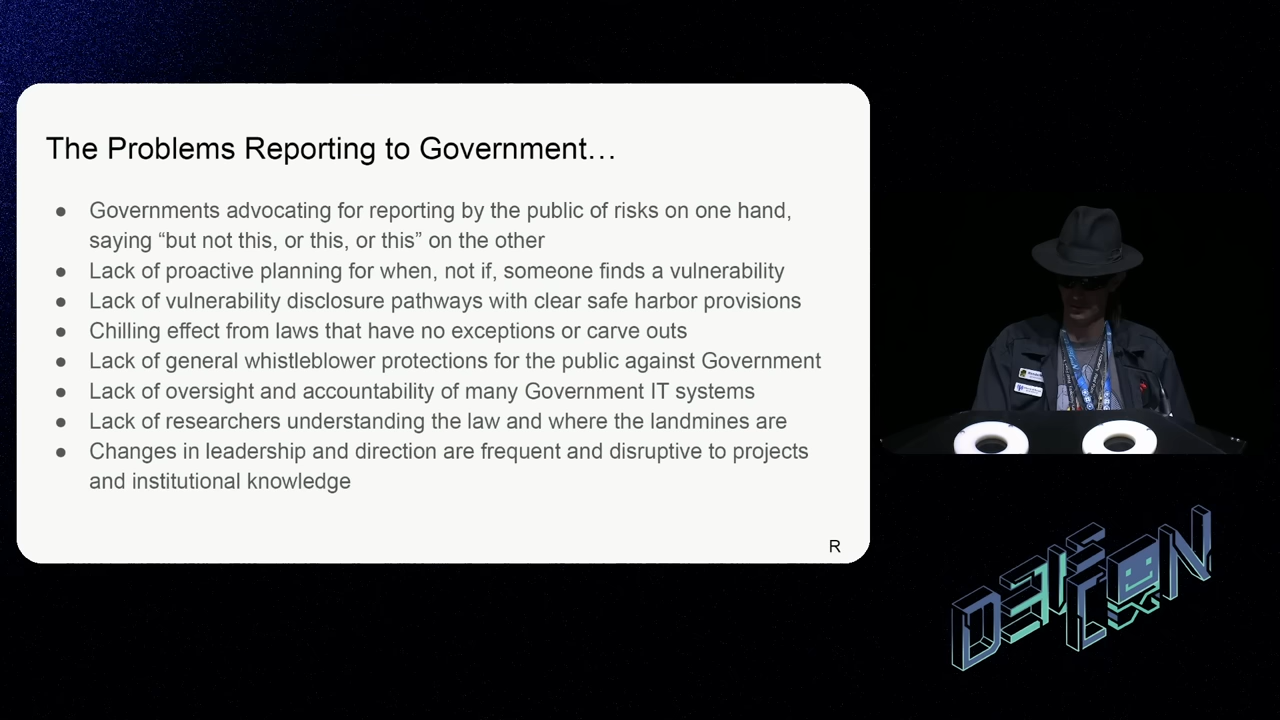 The Problems Reporting to Government…
● Governments advocating for reporting by the public of risks on one hand,
saying “but not this, or this, or this” on the other
● Lack of proactive planning for when, not if, someone finds a vulnerability
● Lack of vulnerability disclosure pathways with clear safe harbor provisions
● Chilling effect from laws that have no exceptions or carve outs
● Lack of general whistleblower protections for the public against Government
● Lack of oversight and accountability of many Government IT systems
● Lack of researchers understanding the law and where the landmines are
● Changes in leadership and direction are frequent and disruptive to projects
and institutional knowledge
R
DEF
CON